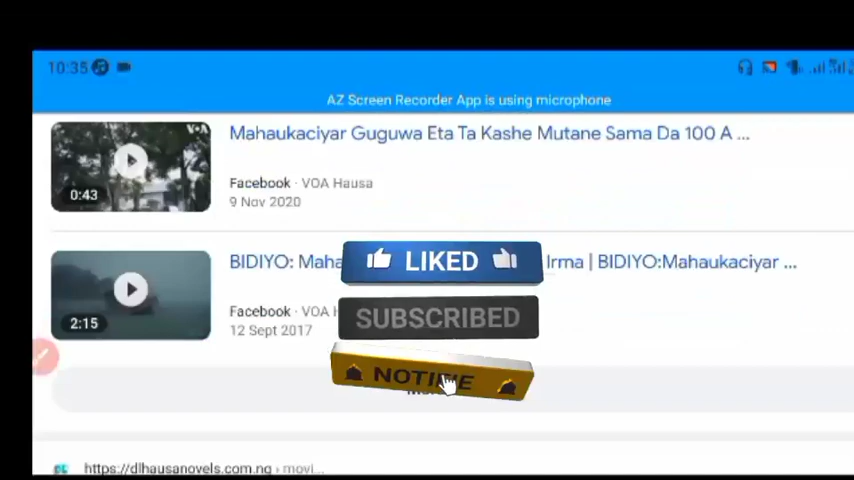 10:35
AZ Screen Recorder App is using microphone
VOA
Mahaukaciyar Guguwa Eta Ta Kashe Mutane Sama Da 100 A ...
0:43
Facebook · VOA Hausa
9 Nov 2020
BIDIYO: Maha Irma | BIDIYO:Mahaukaciyar ...
LIKED
2:15
Facebook · VOA H
12 Sept 2017
SUBSCRIBED
https://dlhausanovels.com.ng › movi...